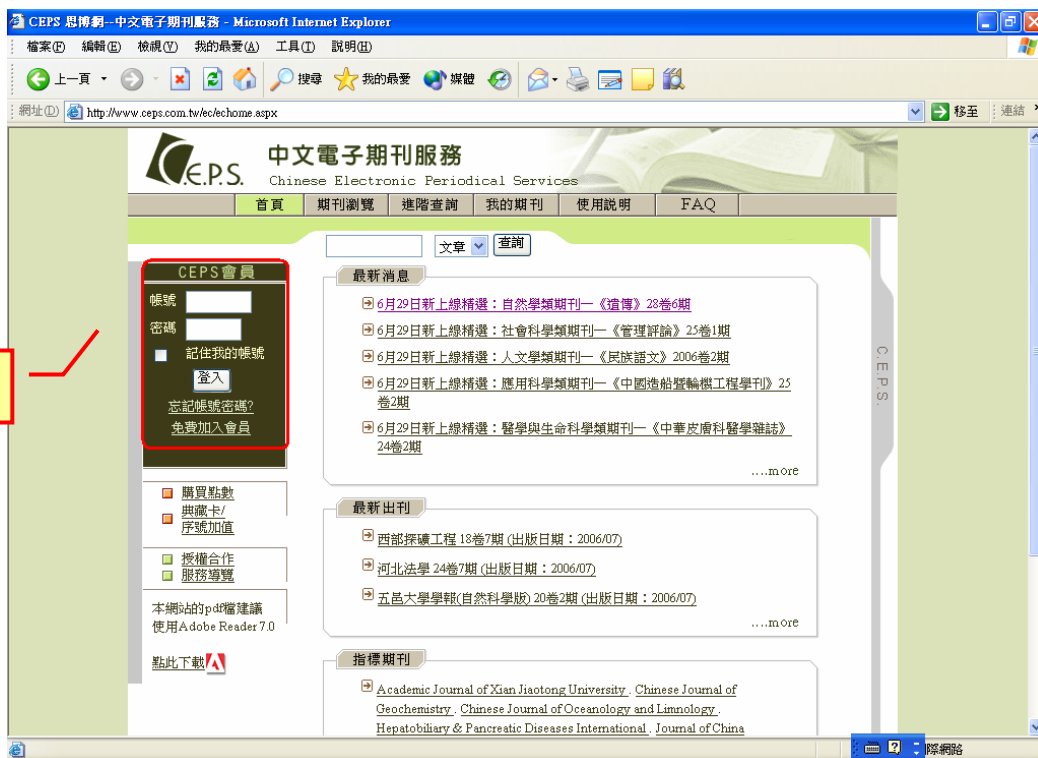 CEPS 思博網--中文電子期刊服務 - Microsoft Internet Explorer
檔案(F) 編輯(E) 檢視(V) 我的最愛(A) 工具(T) 說明(H)
上一頁 搜尋 我的最愛 媒體
網址(D) http://www.ceps.com.tw/ec/echome.aspx 移至 連結
C.E.P.S. 中文電子期刊服務
Chinese Electronic Periodical Services
首頁 期刊瀏覽 進階查詢 我的期刊 使用說明 FAQ
文章 查詢
CEPS會員
帳號
密碼
記住我的帳號
登入
忘記帳號密碼?
免費加入會員
購買點數
典藏卡/
序號加值
授權合作
服務導覽
本網站的pdf檔建議
使用Adobe Reader 7.0
點此下載
最新消息
6月29日新上線精選：自然學類期刊—《遺傳》28卷6期
6月29日新上線精選：社會科學類期刊—《管理評論》25卷1期
6月29日新上線精選：人文學類期刊—《民族語文》2006卷2期
6月29日新上線精選：應用科學類期刊—《中國造船暨輪機工程學刊》25
卷2期
6月29日新上線精選：醫學與生命科學類期刊—《中華皮膚科醫學雜誌》
24卷2期
....more
最新出刊
西部探礦工程 18卷7期 (出版日期：2006/07)
河北法學 24卷7期 (出版日期：2006/07)
五邑大學學報(自然科學版) 20卷2期 (出版日期：2006/07)
....more
指標期刊
Academic Journal of Xian Jiaotong University . Chinese Journal of
Geochemistry . Chinese Journal of Oceanology and Limnology .
Hepatobiliary & Pancreatic Diseases International . Journal of China
C.E.P.S.
際網路